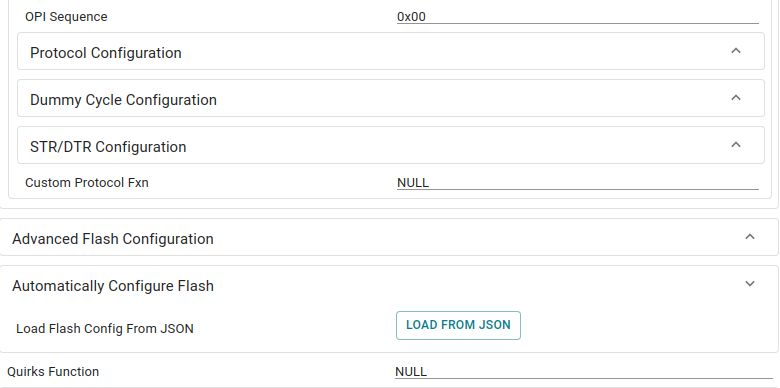 OPI Sequence 0x00
Protocol Configuration
Dummy Cycle Configuration
STR/DTR Configuration
Custom Protocol Fxn NULL
Advanced Flash Configuration
Automatically Configure Flash
Load Flash Config From JSON LOAD FROM JSON
Quirks Function NULL